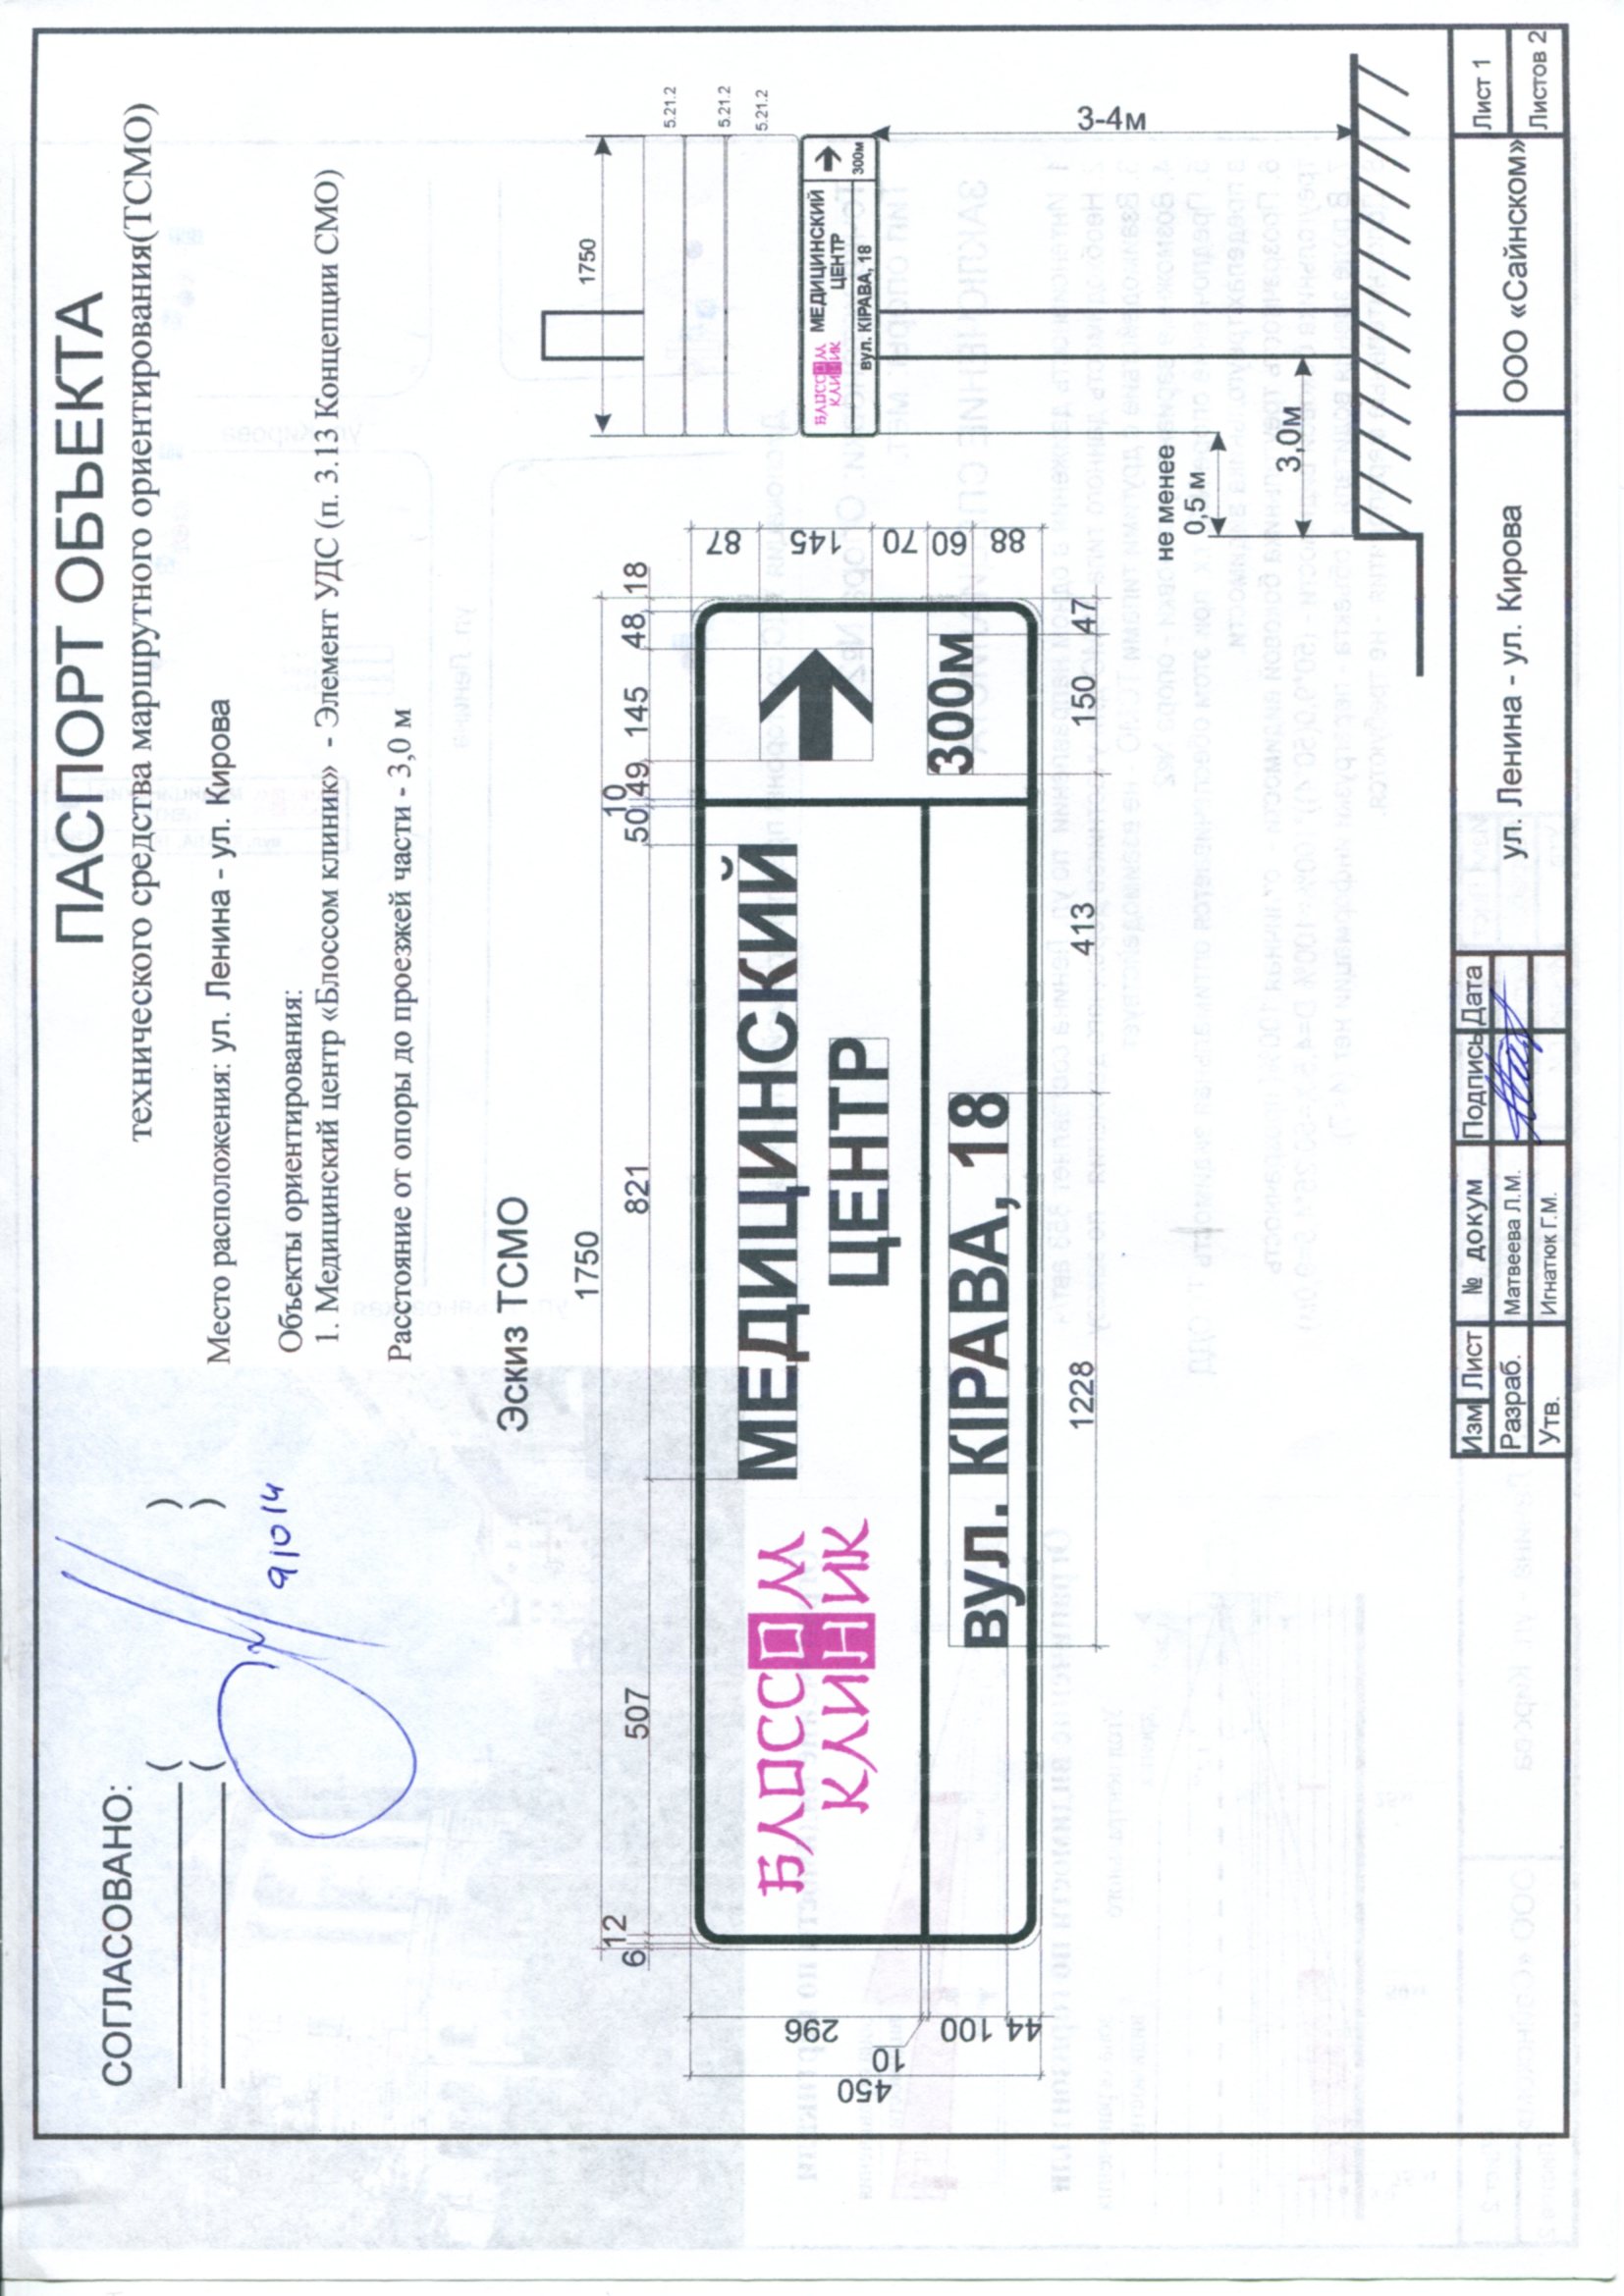 ПАСПОРТ ОБЪЕКТА
технического средства маршрутного ориентирования(ТСМО)
СОГЛАСОВАНО:
( )
( )
91014
Место расположения: ул. Ленина - ул. Кирова
Объекты ориентирования:
1. Медицинский центр «Блоссом клиник» - Элемент УДС (п. 3.13 Концепции СМО)
Расстояние от опоры до проезжей части - 3,0 м
Эскиз ТСМО
1750
6 12 507 821 50 10 49 145 48 18
БЛОССОМ
КЛИНИК
МЕДИЦИНСКИЙ
ЦЕНТР
вул. КІРАВА, 18
300м
1228 413 150 47
450
296
10
100
44
87
145
70
60
88
1750
5.21.2
5.21.2
5.21.2
БЛОССОМ
КЛИНИК
МЕДИЦИНСКИЙ
ЦЕНТР
вул. КІРАВА, 18
300м
3-4м
не менее
0,5 м
3,0м
Изм Лист № докум Подпись Дата
Разраб. Матвеева Л.М.
Утв. Игнатюк Г.М.
ул. Ленина - ул. Кирова
ООО «Сайнском»
Лист 1
Листов 2